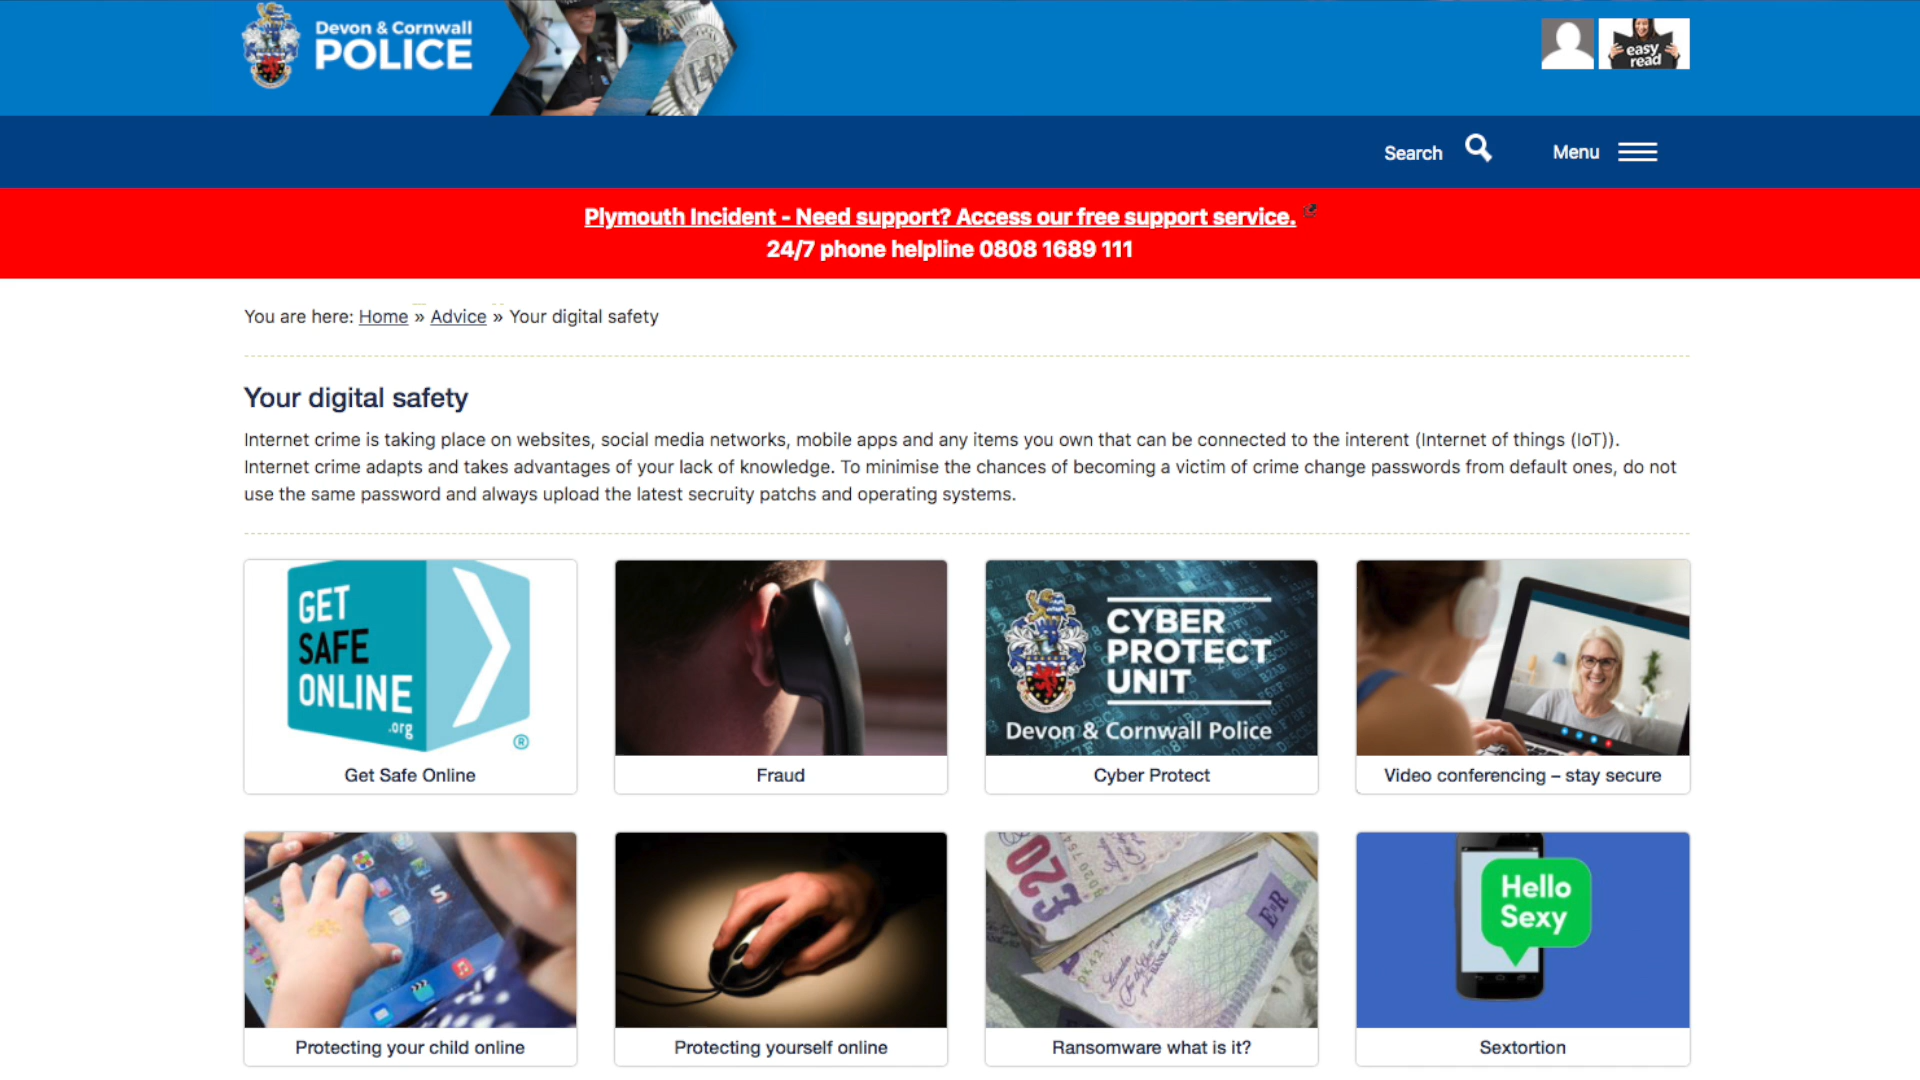 Devon & Cornwall
POLICE
easy
read
Search
Menu
Plymouth Incident - Need support? Access our free support service.
24/7 phone helpline 0808 1689 111
You are here: Home » Advice » Your digital safety
Your digital safety
Internet crime is taking place on websites, social media networks, mobile apps and any items you own that can be connected to the interent (Internet of things (IoT)).
Internet crime adapts and takes advantages of your lack of knowledge. To minimise the chances of becoming a victim of crime change passwords from default ones, do not
use the same password and always upload the latest secruity patchs and operating systems.
GET
SAFE
ONLINE
.org
®
CYBER
PROTECT
UNIT
Devon & Cornwall Police
Get Safe Online
Fraud
Cyber Protect
Video conferencing – stay secure
£20
E R
Hello
Sexy
Protecting your child online
Protecting yourself online
Ransomware what is it?
Sextortion